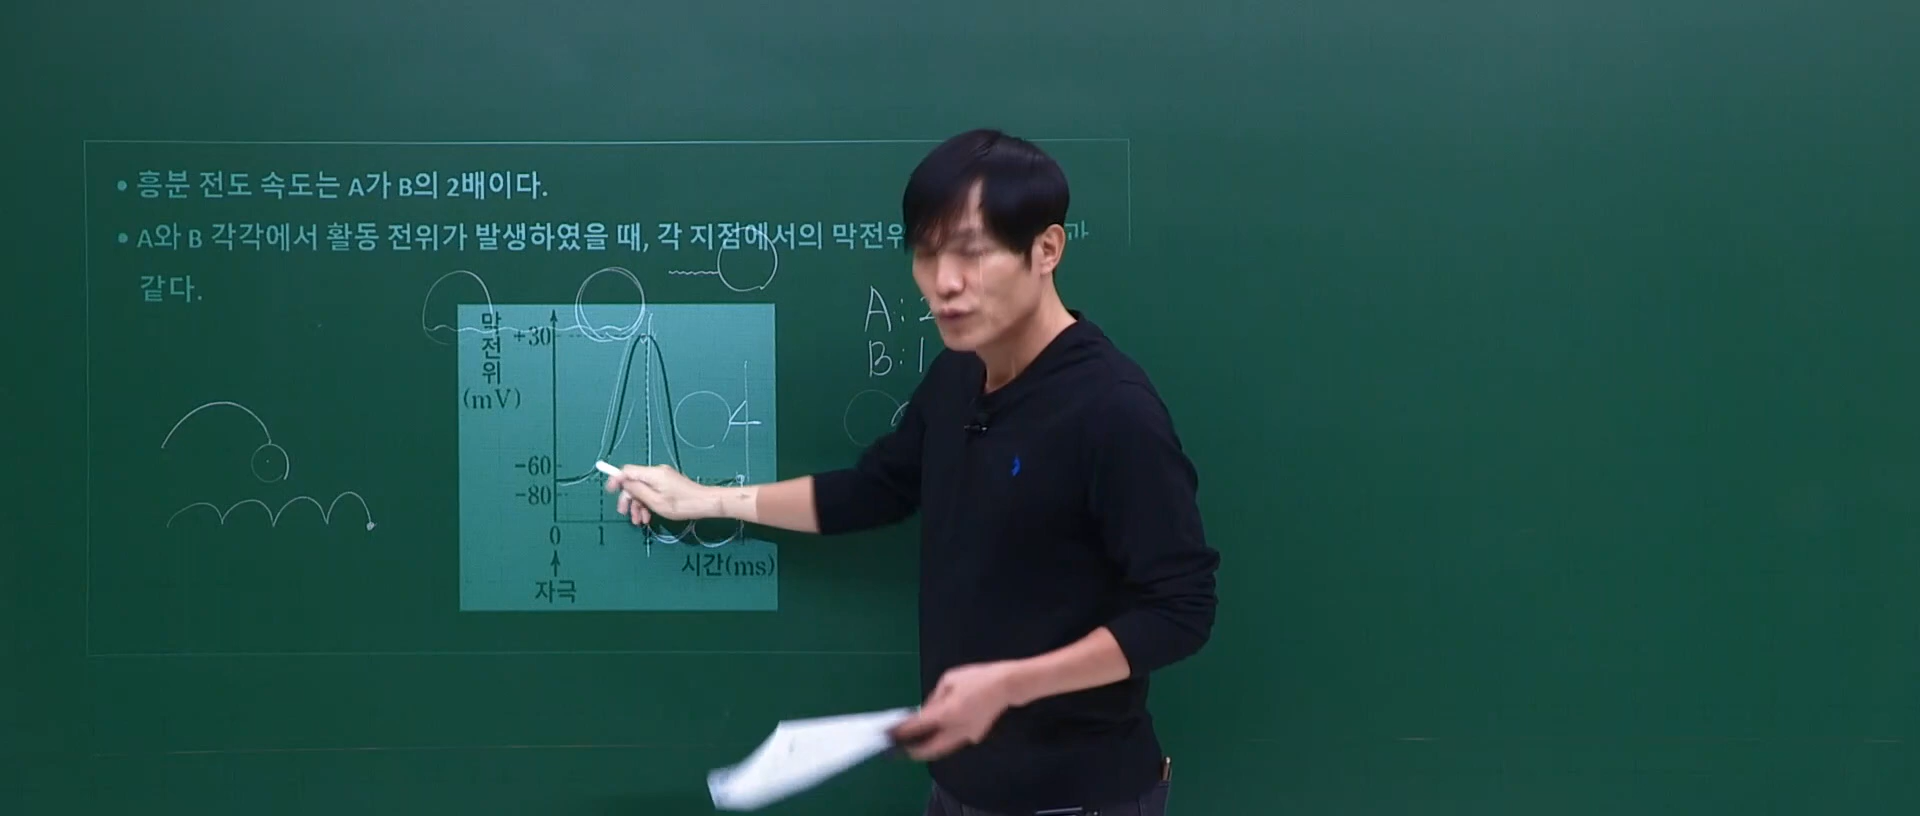 • 흥분 전도 속도는 A가 B의 2배이다.
• A와 B 각각에서 활동 전위가 발생하였을 때, 각 지점에서의 막전위
같다.
막전위
(mV)
+30
-60
-80
0 1 2
시간(ms)
자극
4
A : 2
B : 1